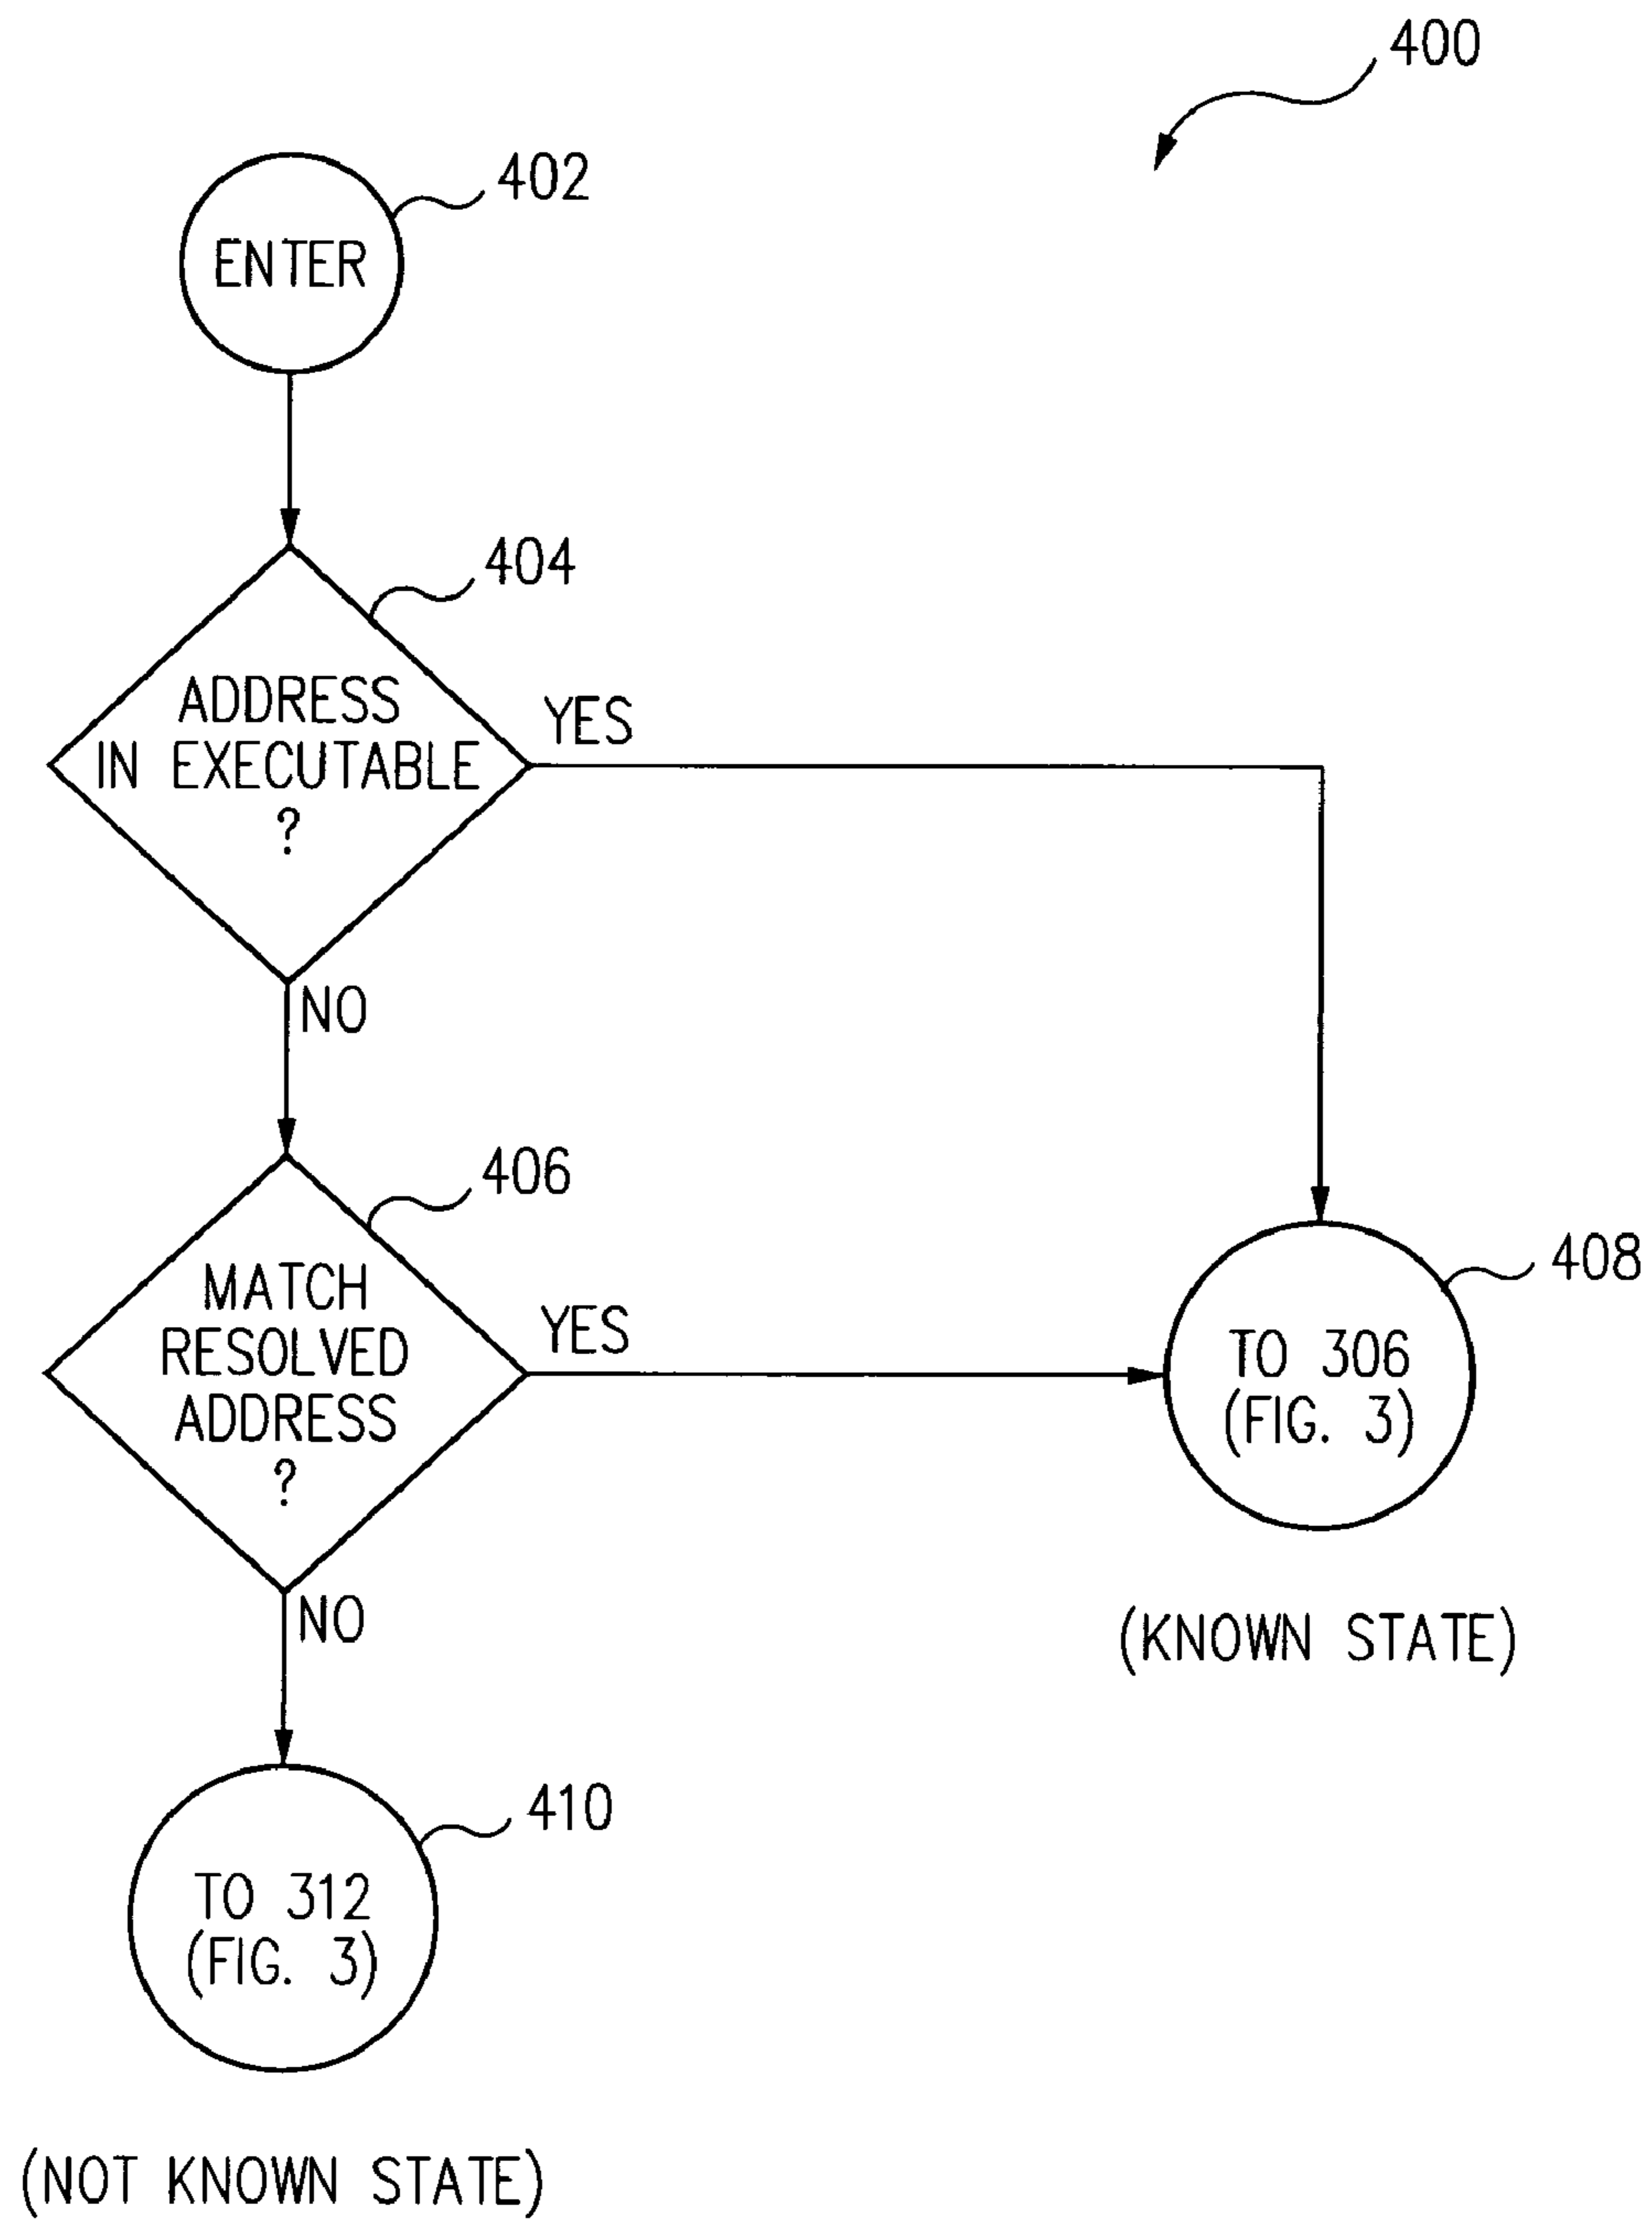 400
402
ENTER
404
ADDRESS
IN EXECUTABLE
?
YES
NO
406
MATCH
RESOLVED
ADDRESS
?
YES
NO
408
TO 306
(FIG. 3)
(KNOWN STATE)
410
TO 312
(FIG. 3)
(NOT KNOWN STATE)